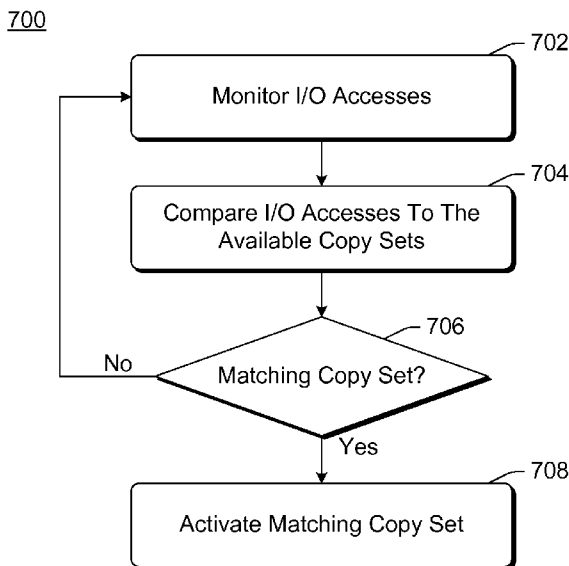 700
702
Monitor I/O Accesses
704
Compare I/O Accesses To The
Available Copy Sets
706
Matching Copy Set?
No
Yes
708
Activate Matching Copy Set